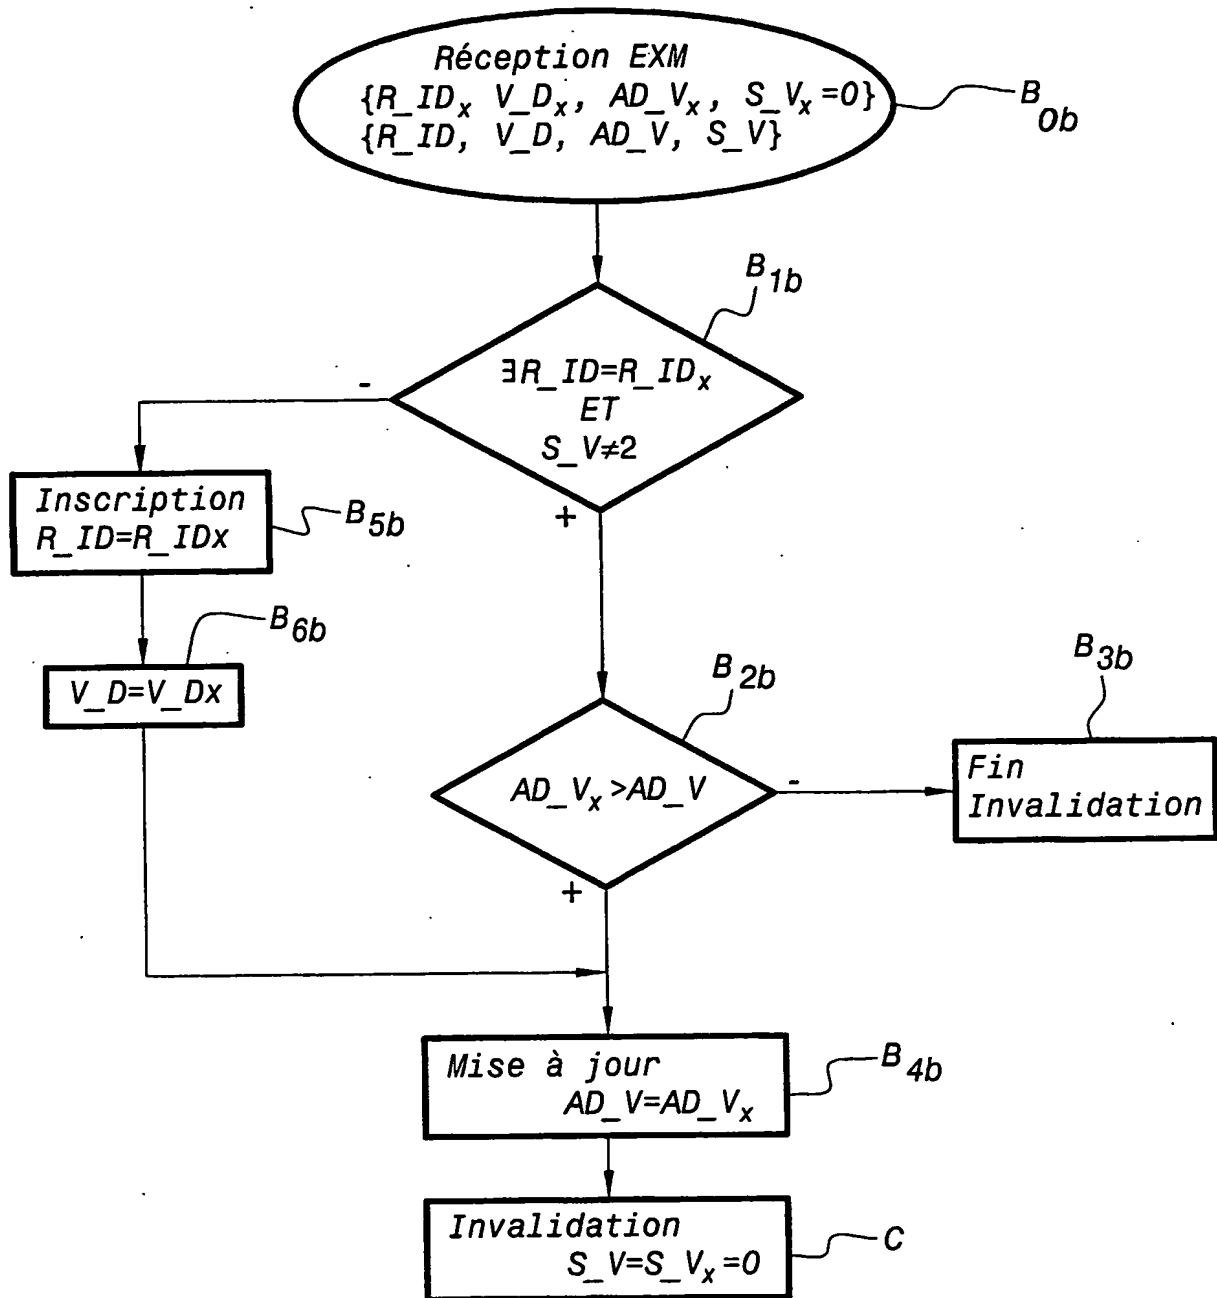 Réception EXM
{R_IDx V_Dx, AD_Vx, S_Vx=0}
{R_ID, V_D, AD_V, S_V}
B0b
B1b
∃R_ID=R_IDx
ET
S_V≠2
-
+
Inscription
R_ID=R_IDx
B5b
B6b
V_D=V_Dx
B2b
AD_Vx>AD_V
-
+
B3b
Fin
Invalidation
Mise à jour
AD_V=AD_Vx
B4b
Invalidation
S_V=S_Vx=0
C